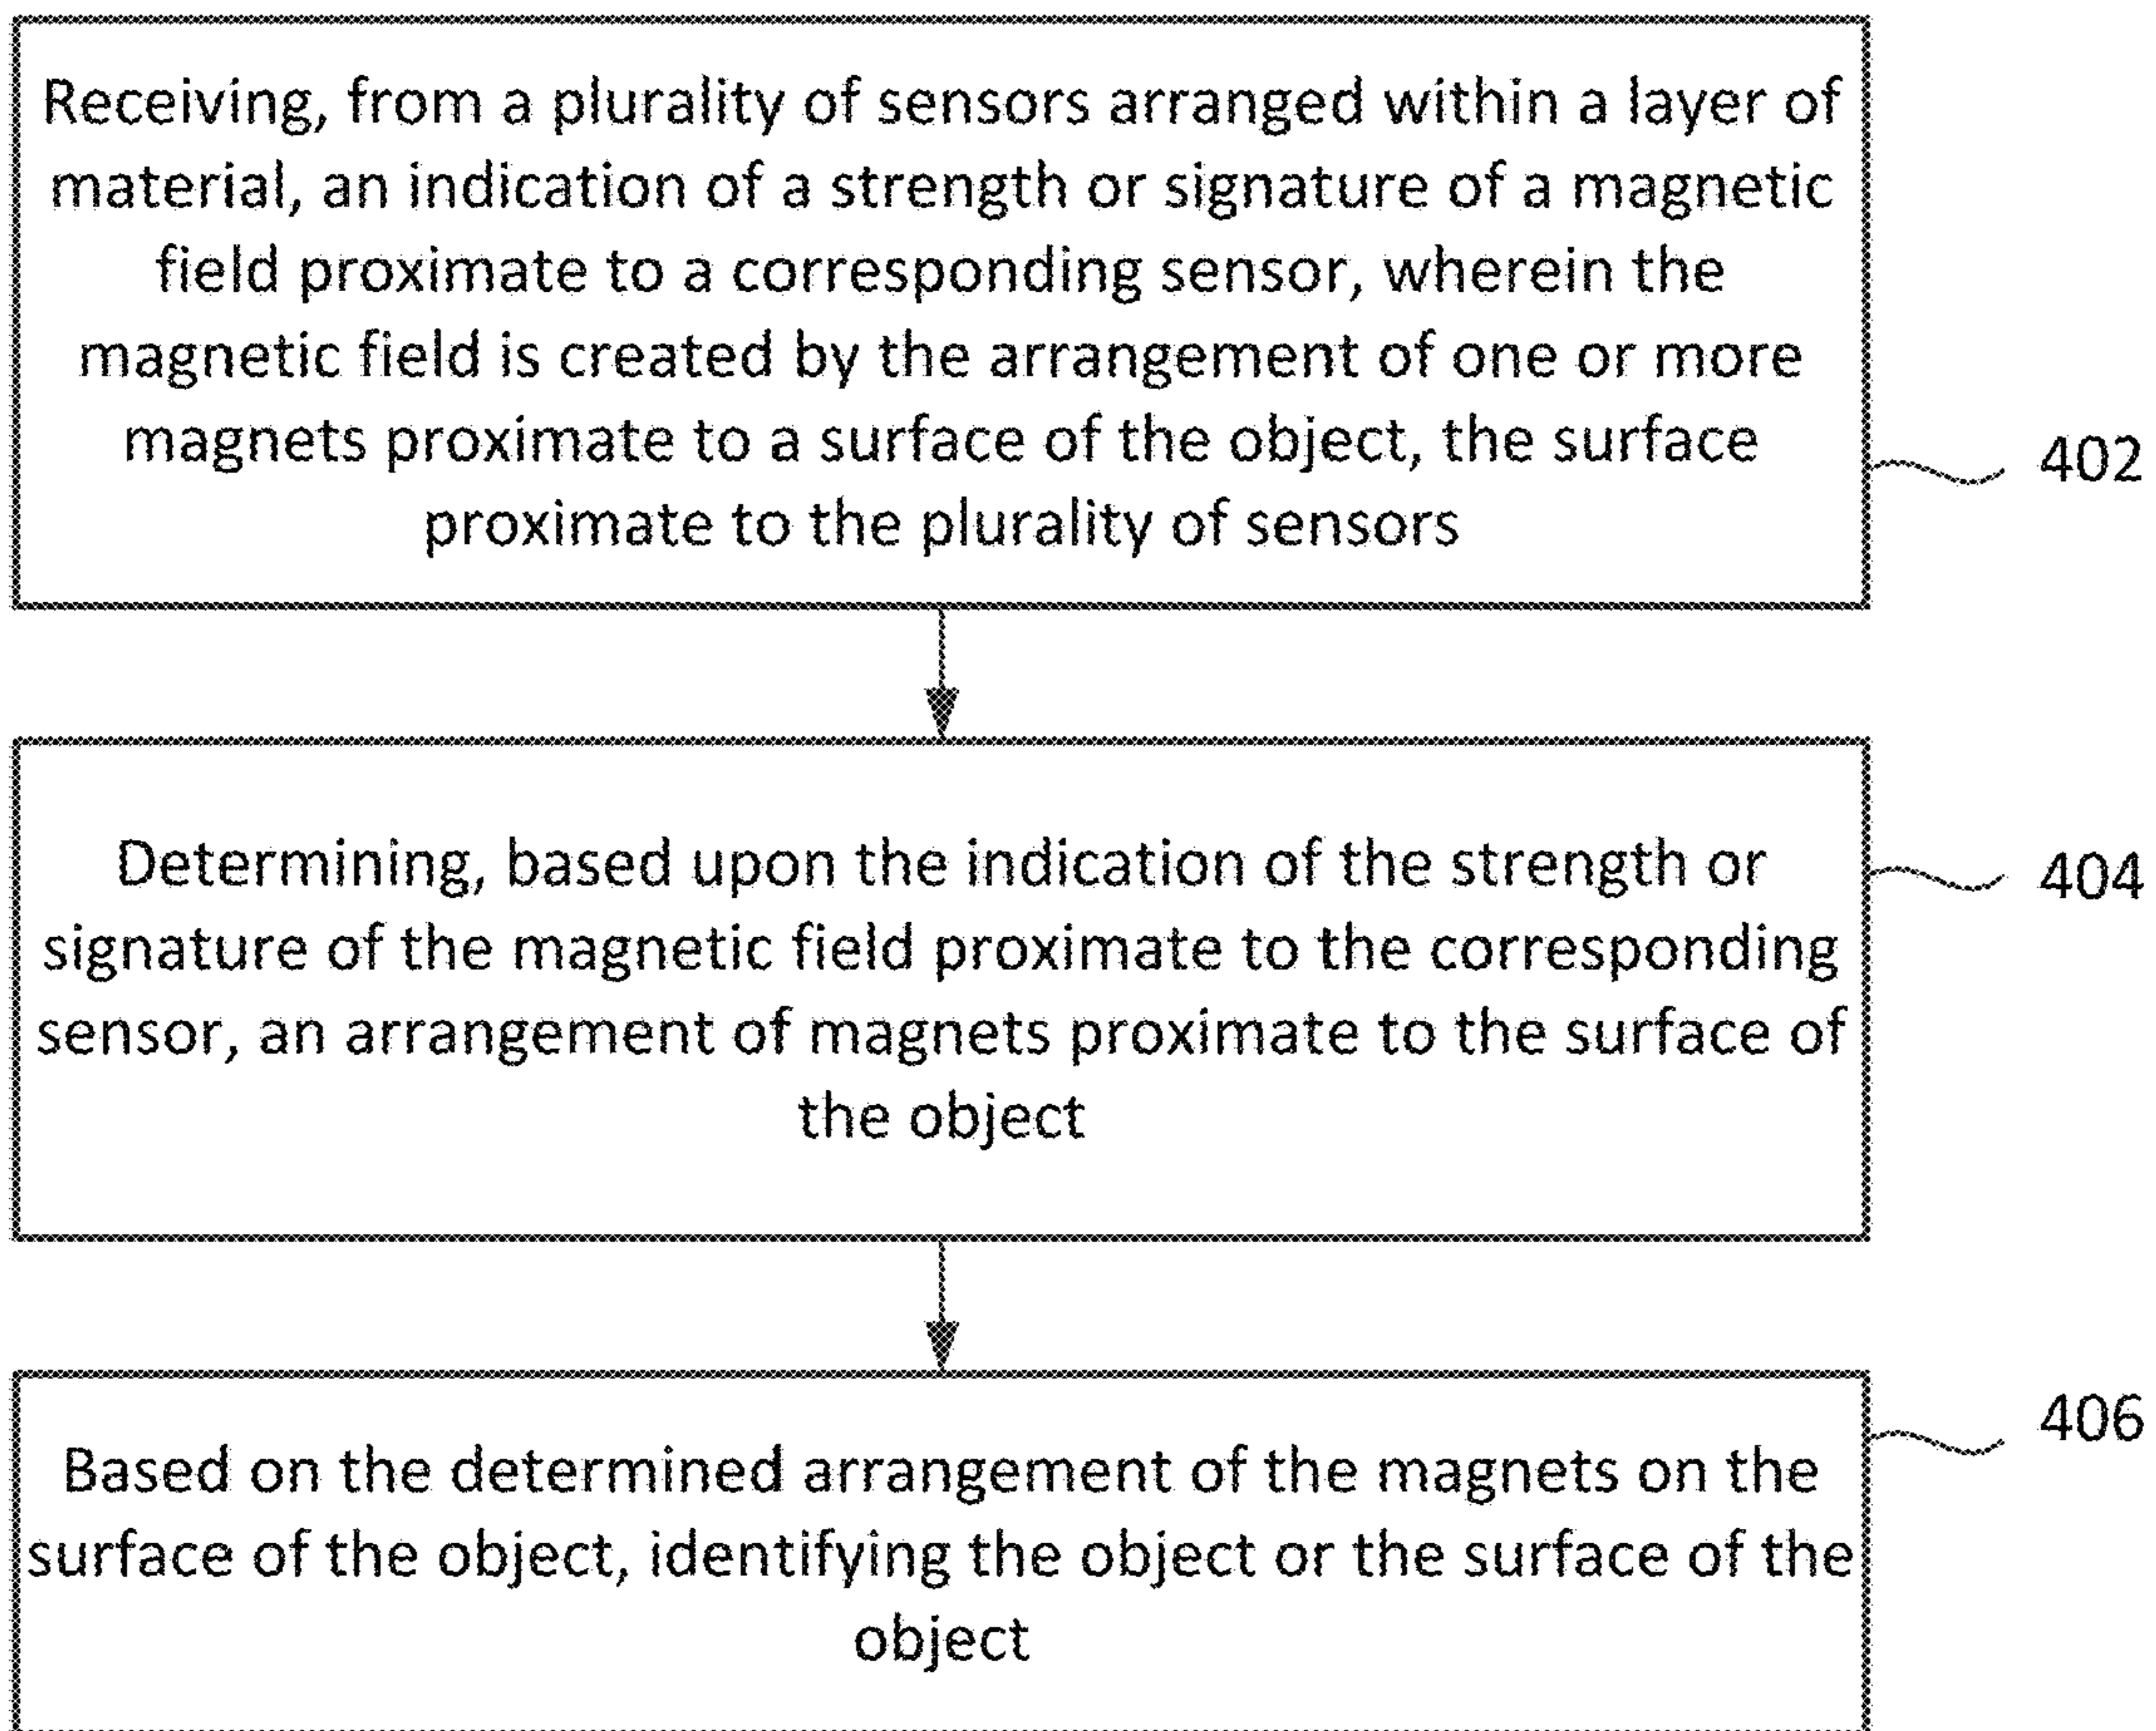 Receiving, from a plurality of sensors arranged within a layer of
material, an indication of a strength or signature of a magnetic
field proximate to a corresponding sensor, wherein the
magnetic field is created by the arrangement of one or more
magnets proximate to a surface of the object, the surface
proximate to the plurality of sensors
402
Determining, based upon the indication of the strength or
signature of the magnetic field proximate to the corresponding
sensor, an arrangement of magnets proximate to the surface of
the object
404
Based on the determined arrangement of the magnets on the
surface of the object, identifying the object or the surface of the
object
406